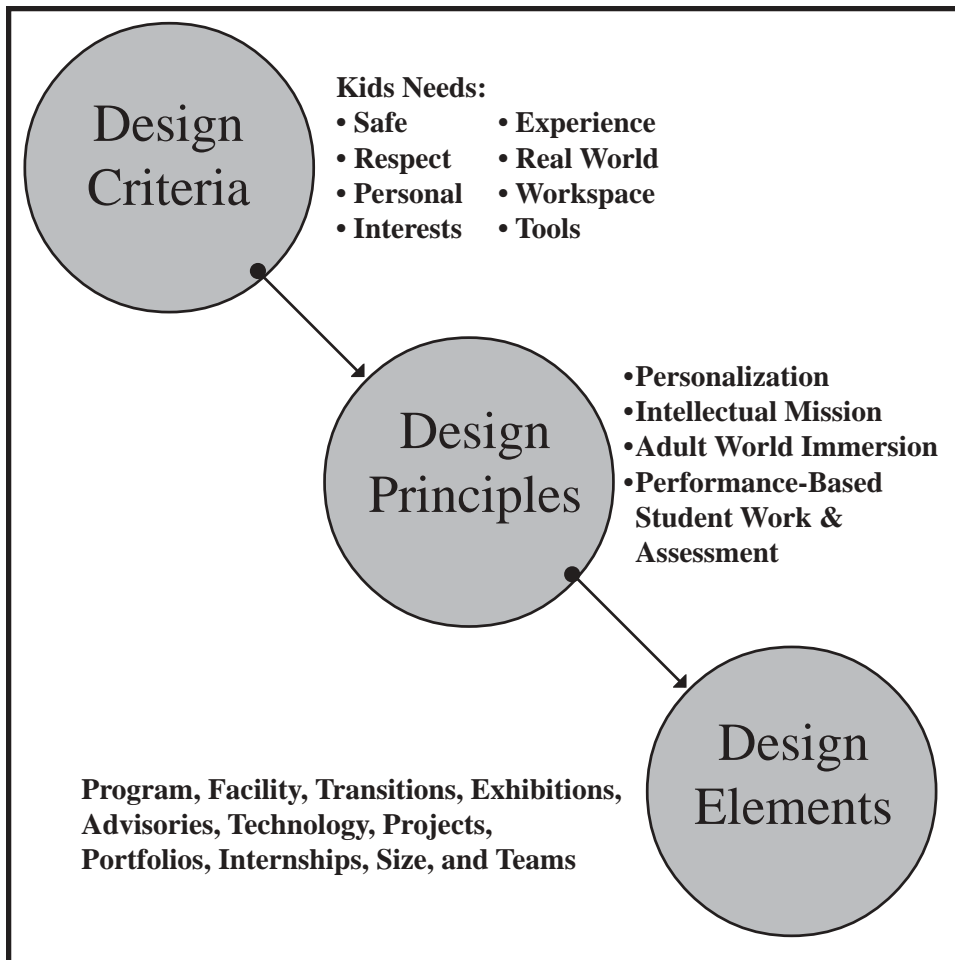 Design
Criteria
Kids Needs:
• Safe
• Respect
• Personal
• Interests
• Experience
• Real World
• Workspace
• Tools
Design
Principles
•Personalization
•Intellectual Mission
•Adult World Immersion
•Performance-Based
Student Work &
Assessment
Design
Elements
Program, Facility, Transitions, Exhibitions,
Advisories, Technology, Projects,
Portfolios, Internships, Size, and Teams